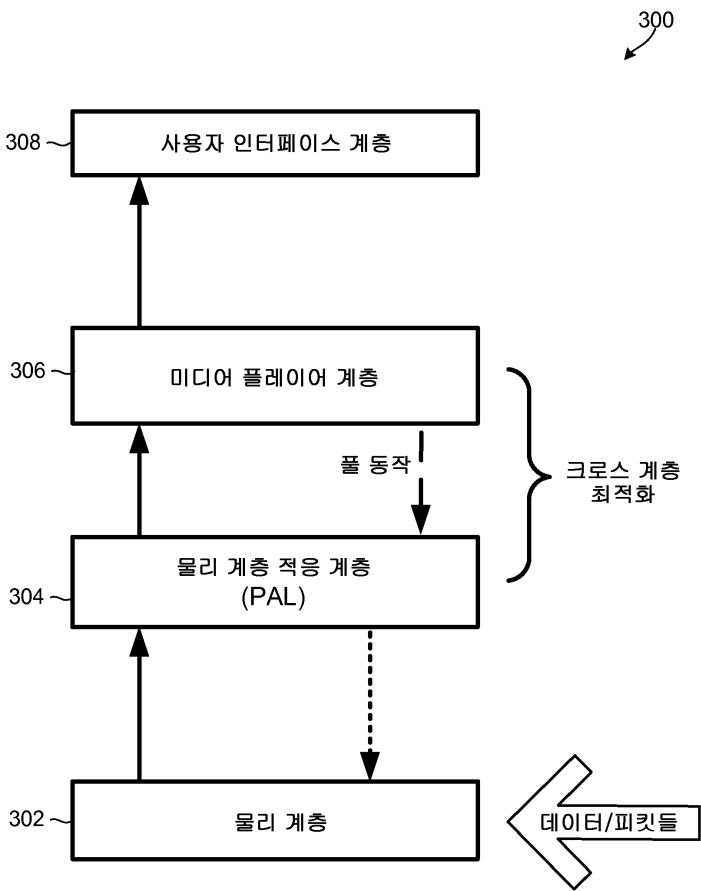 300
308
사용자 인터페이스 계층
306
미디어 플레이어 계층
풀 동작
크로스 계층
최적화
물리 계층 적응 계층
(PAL)
304
302
물리 계층
데이터/피킷들